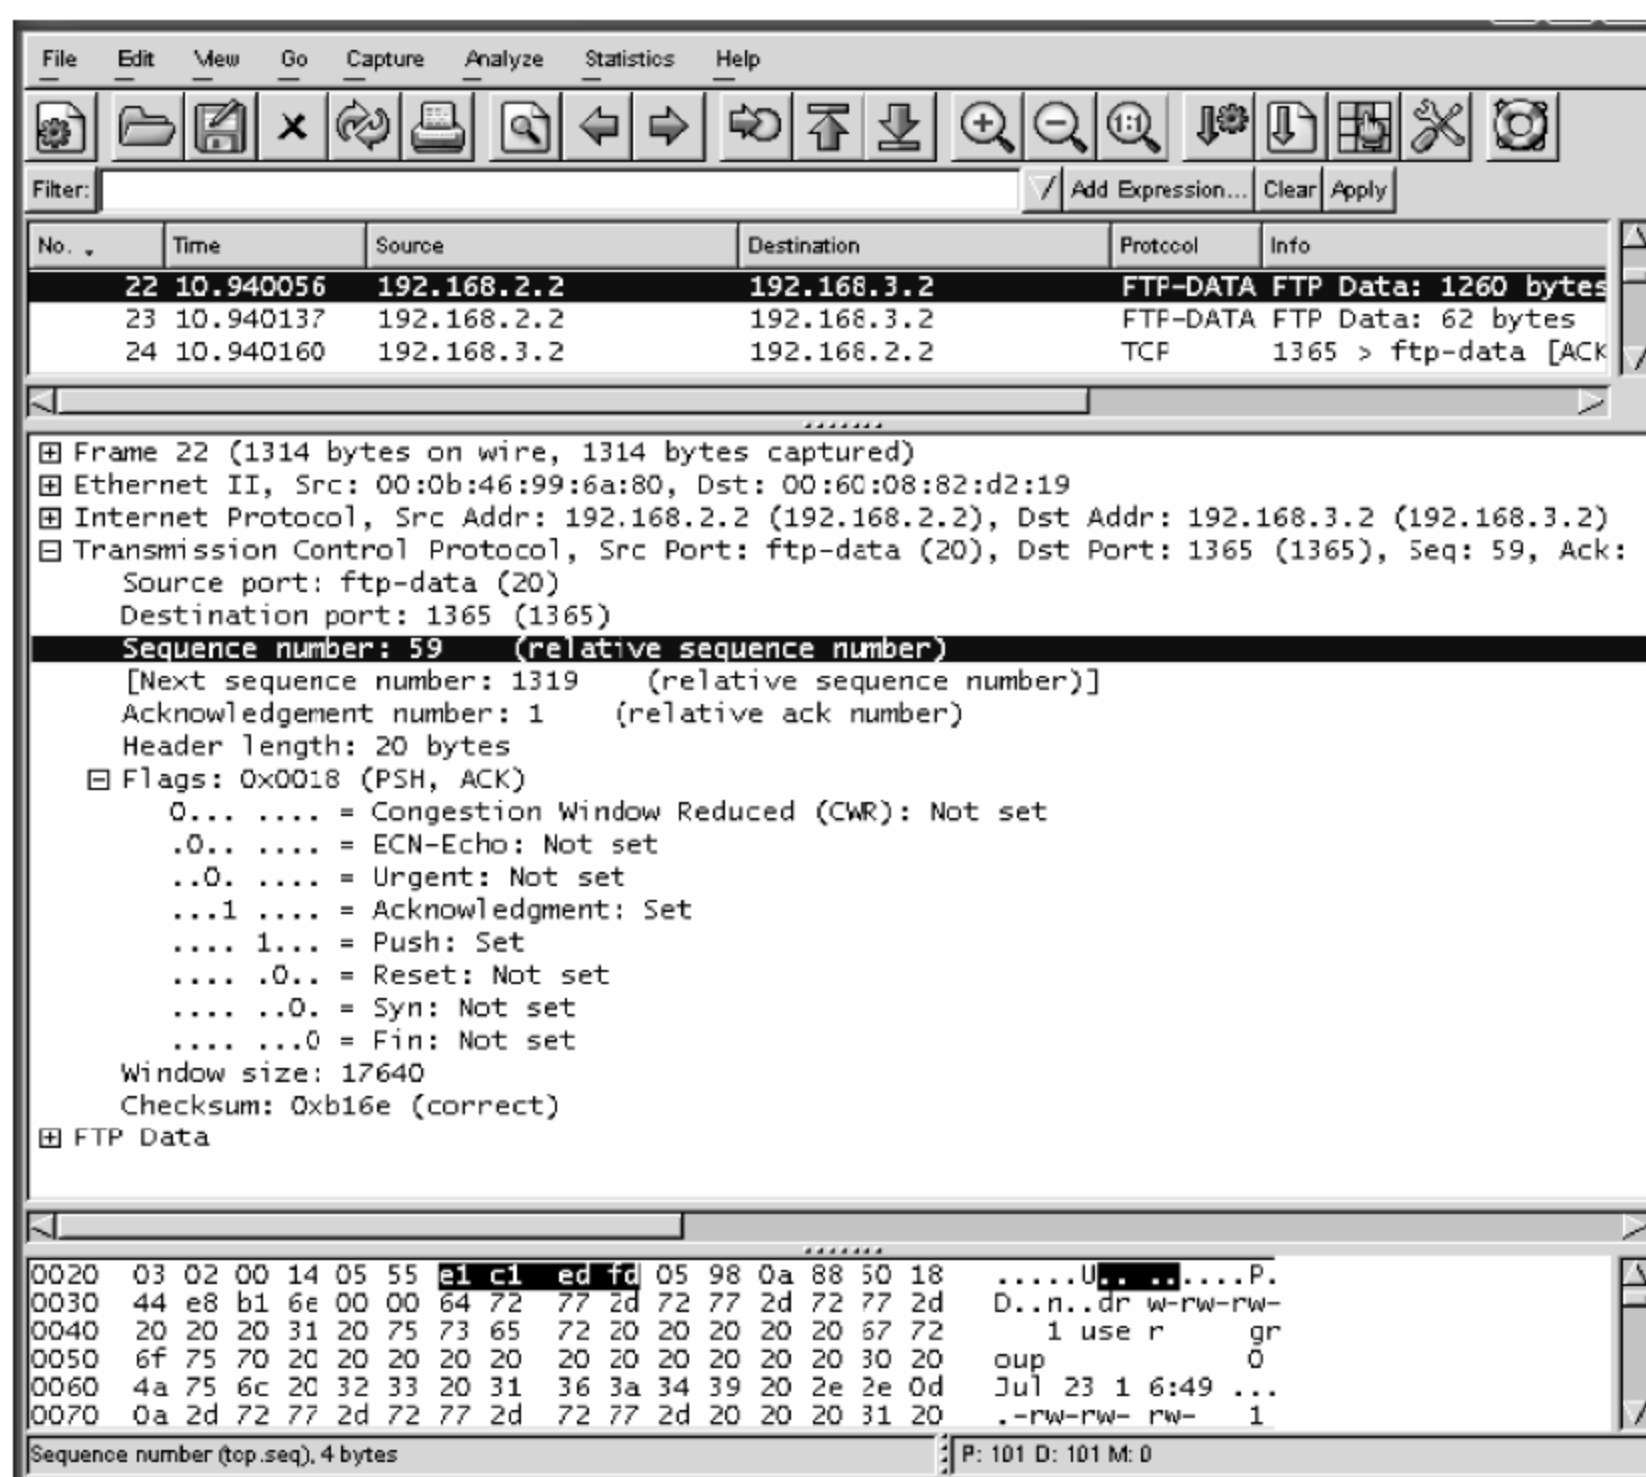 File Edit View Go Capture Analyze Statistics Help
1:1
Filter: Add Expression... Clear Apply
No. Time Source Destination Protocol Info
22 10.940056 192.168.2.2 192.168.3.2 FTP-DATA FTP Data: 1260 bytes
23 10.940137 192.168.2.2 192.168.3.2 FTP-DATA FTP Data: 62 bytes
24 10.940160 192.168.3.2 192.168.2.2 TCP 1365 > ftp-data [ACK
Frame 22 (1314 bytes on wire, 1314 bytes captured)
Ethernet II, Src: 00:0b:46:99:6a:80, Dst: 00:60:08:82:d2:19
Internet Protocol, Src Addr: 192.168.2.2 (192.168.2.2), Dst Addr: 192.168.3.2 (192.168.3.2)
Transmission Control Protocol, Src Port: ftp-data (20), Dst Port: 1365 (1365), Seq: 59, Ack:
Source port: ftp-data (20)
Destination port: 1365 (1365)
Sequence number: 59 (relative sequence number)
[Next sequence number: 1319 (relative sequence number)]
Acknowledgement number: 1 (relative ack number)
Header length: 20 bytes
Flags: 0x0018 (PSH, ACK)
0... .... = Congestion Window Reduced (CWR): Not set
.0.. .... = ECN-Echo: Not set
..0. .... = Urgent: Not set
...1 .... = Acknowledgment: Set
.... 1... = Push: Set
.... .0.. = Reset: Not set
.... ..0. = Syn: Not set
.... ...0 = Fin: Not set
Window size: 17640
Checksum: 0xb16e (correct)
FTP Data
0020 03 02 00 14 05 55 e1 c1 ed fd 05 98 0a 88 50 18 .....U.. ......P.
0030 44 e8 b1 6e 00 00 64 72 77 2d 72 77 2d 72 77 2d D..n..dr w-rw-rw-
0040 20 20 20 31 20 75 73 65 72 20 20 20 20 20 67 72 1 use r gr
0050 6f 75 70 20 20 20 20 20 20 20 20 20 20 20 30 20 oup 0
0060 4a 75 6c 20 32 33 20 31 36 3a 34 39 20 2e 2e 0d Jul 23 1 6:49 ...
0070 0a 2d 72 77 2d 72 77 2d 72 77 2d 20 20 20 31 20 .-rw-rw- rw- 1
Sequence number (tcp.seq), 4 bytes P: 101 D: 101 M: 0